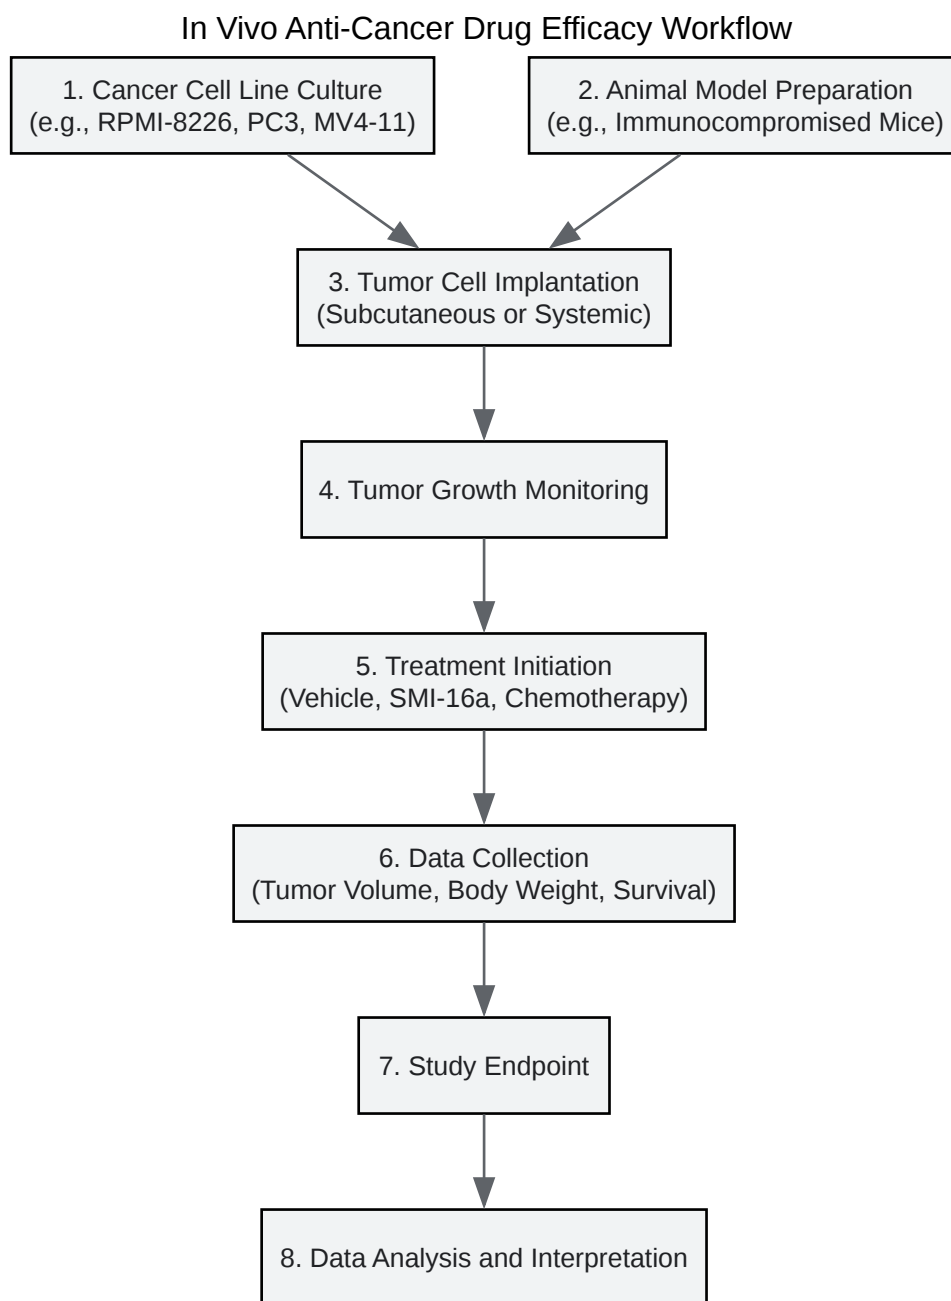 In Vivo Anti-Cancer Drug Efficacy Workflow
1. Cancer Cell Line Culture
(e.g., RPMI-8226, PC3, MV4-11)
2. Animal Model Preparation
(e.g., Immunocompromised Mice)
3. Tumor Cell Implantation
(Subcutaneous or Systemic)
4. Tumor Growth Monitoring
5. Treatment Initiation
(Vehicle, SMI-16a, Chemotherapy)
6. Data Collection
(Tumor Volume, Body Weight, Survival)
7. Study Endpoint
8. Data Analysis and Interpretation